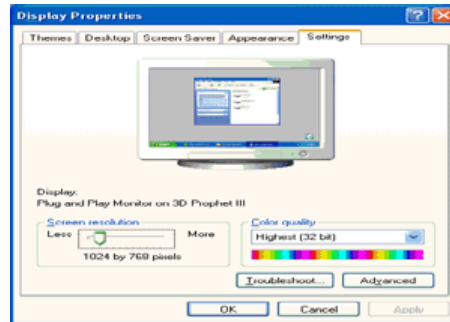 Display Properties
Themes Desktop Screen Saver Appearance Settings
Display:
Plug and Play Monitor on 3D Prophet III
Screen resolution
Less More
1024 by 768 pixels
Color quality
Highest (32 bit)
Troubleshoot... Advanced
OK Cancel Apply